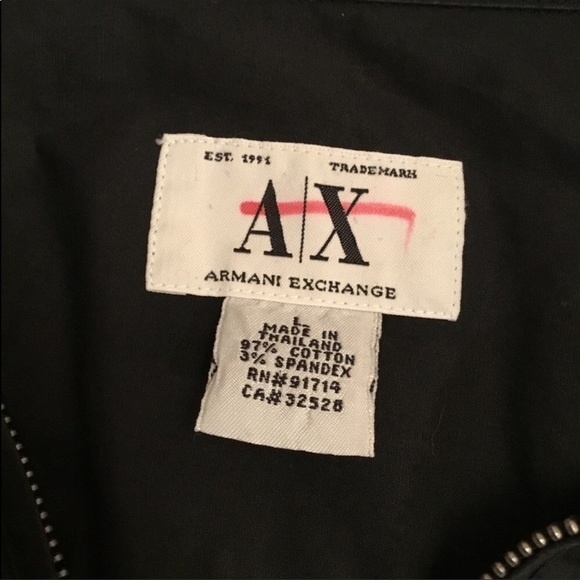 EST. 1991 TRADEMARK
A|X
ARMANI EXCHANGE
L
MADE IN
THAILAND
97% COTTON
3% SPANDEX
RN#91714
CA#32528